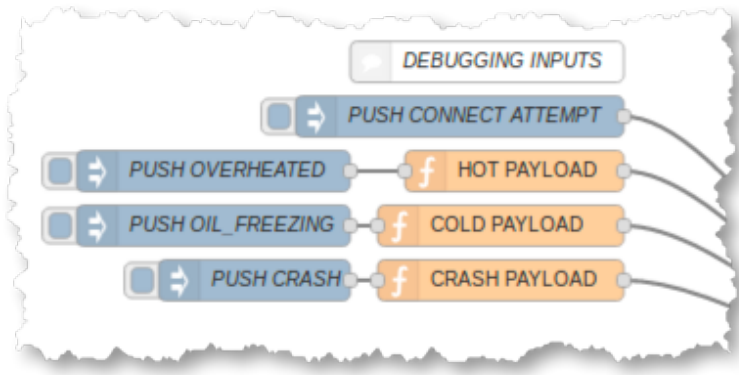 DEBUGGING INPUTS
PUSH CONNECT ATTEMPT
PUSH OVERHEATED HOT PAYLOAD
PUSH OIL_FREEZING COLD PAYLOAD
PUSH CRASH CRASH PAYLOAD